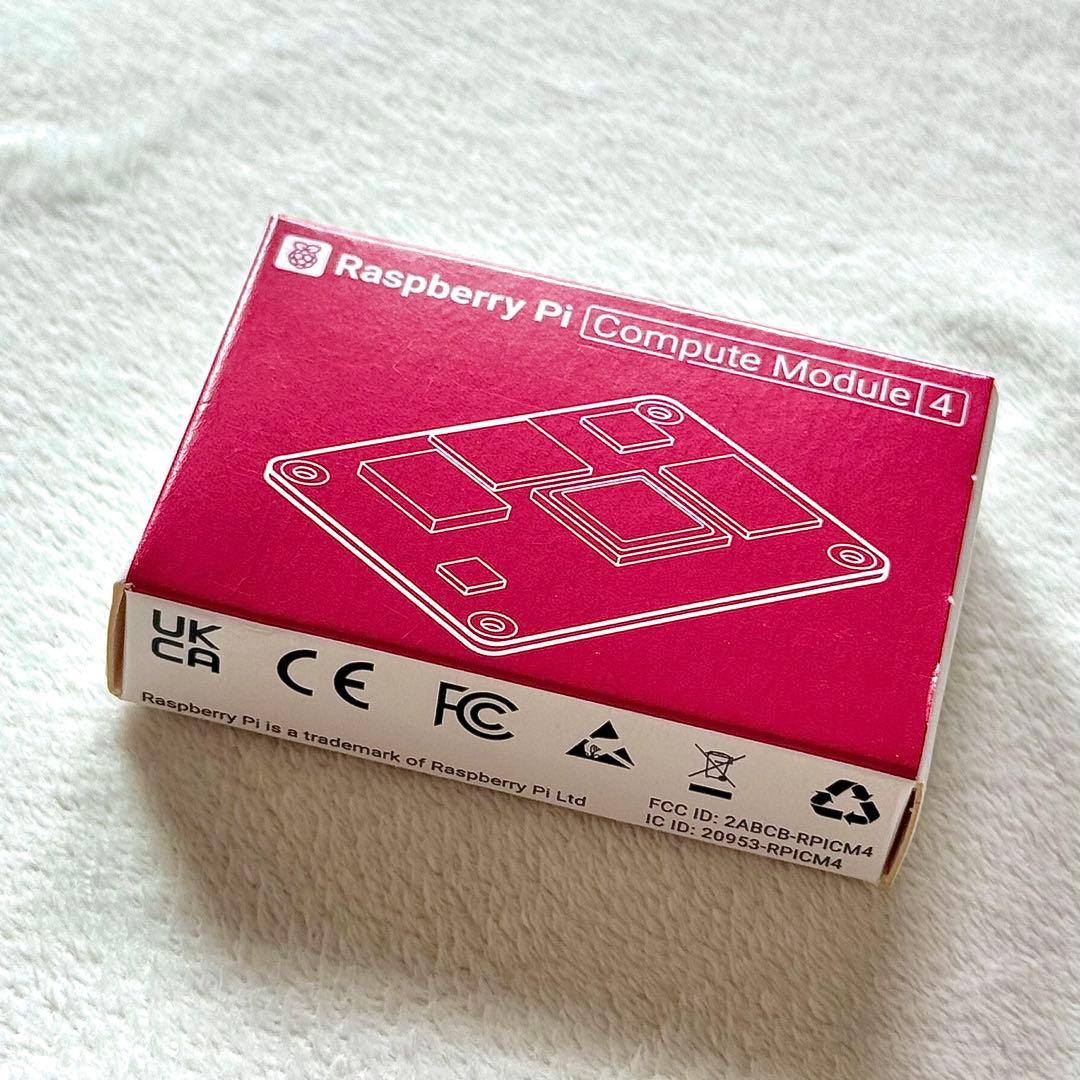 Raspberry Pi Compute Module 4
UK
CA
CE
FCC
Raspberry Pi is a trademark of Raspberry Pi Ltd
FCC ID: 2ABCB-RPICM4
IC ID: 20953-RPICM4